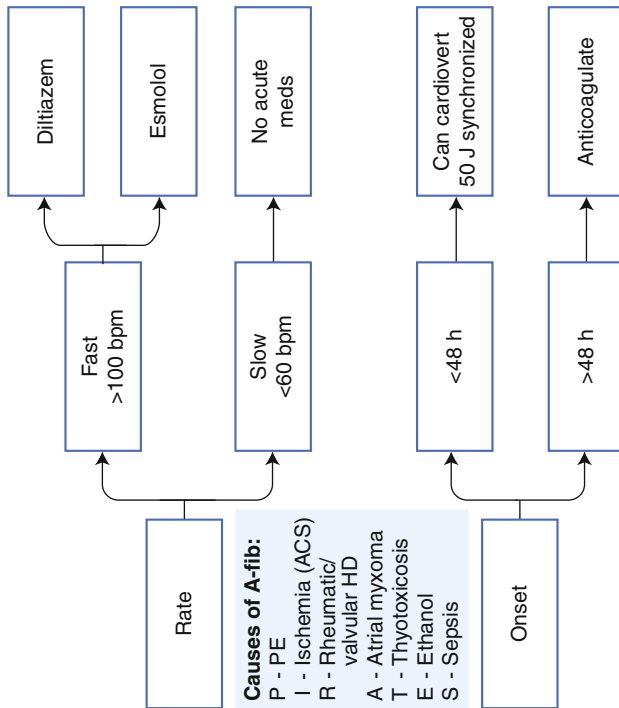 Rate
Fast
>100 bpm
Diltiazem
Esmolol
Slow
<60 bpm
No acute
meds
Causes of A-fib:
P - PE
I - Ischemia (ACS)
R - Rheumatic/
valvular HD
A - Atrial myxoma
T - Thyotoxicosis
E - Ethanol
S - Sepsis
Onset
<48 h
Can cardiovert
50 J synchronized
>48 h
Anticoagulate